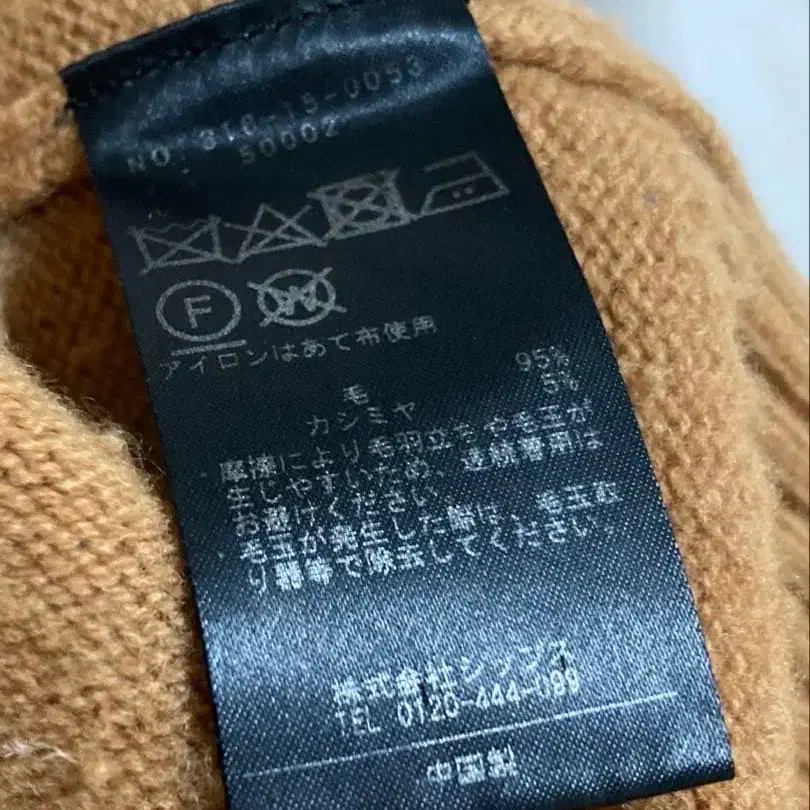 NO. 316-15-0053
50002
F
W
アイロンはあて布使用
毛 95%
カシミヤ 5%
摩擦により毛羽立ちや毛玉が
生じやすいため、連続着用は
お避けください。
毛玉が発生した際は、毛玉取
り器等で除去してください。
株式会社シップス
TEL 0120-444-099
中国製